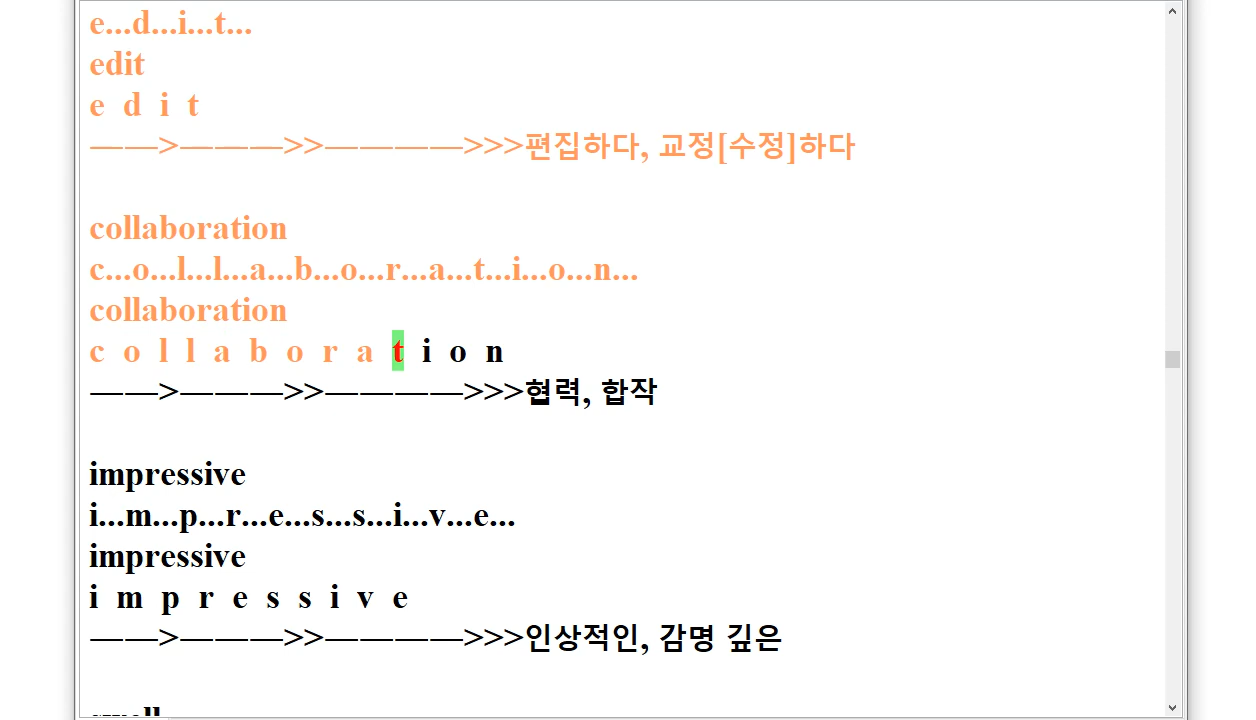 e...d...i...t...
edit
e d i t
——>———>>————>>>편집하다, 교정[수정]하다
collaboration
c...o...l...l...a...b...o...r...a...t...i...o...n...
collaboration
c o l l a b o r a t i o n
——>———>>————>>>협력, 합작
impressive
i...m...p...r...e...s...s...i...v...e...
impressive
i m p r e s s i v e
——>———>>————>>>인상적인, 감명 깊은